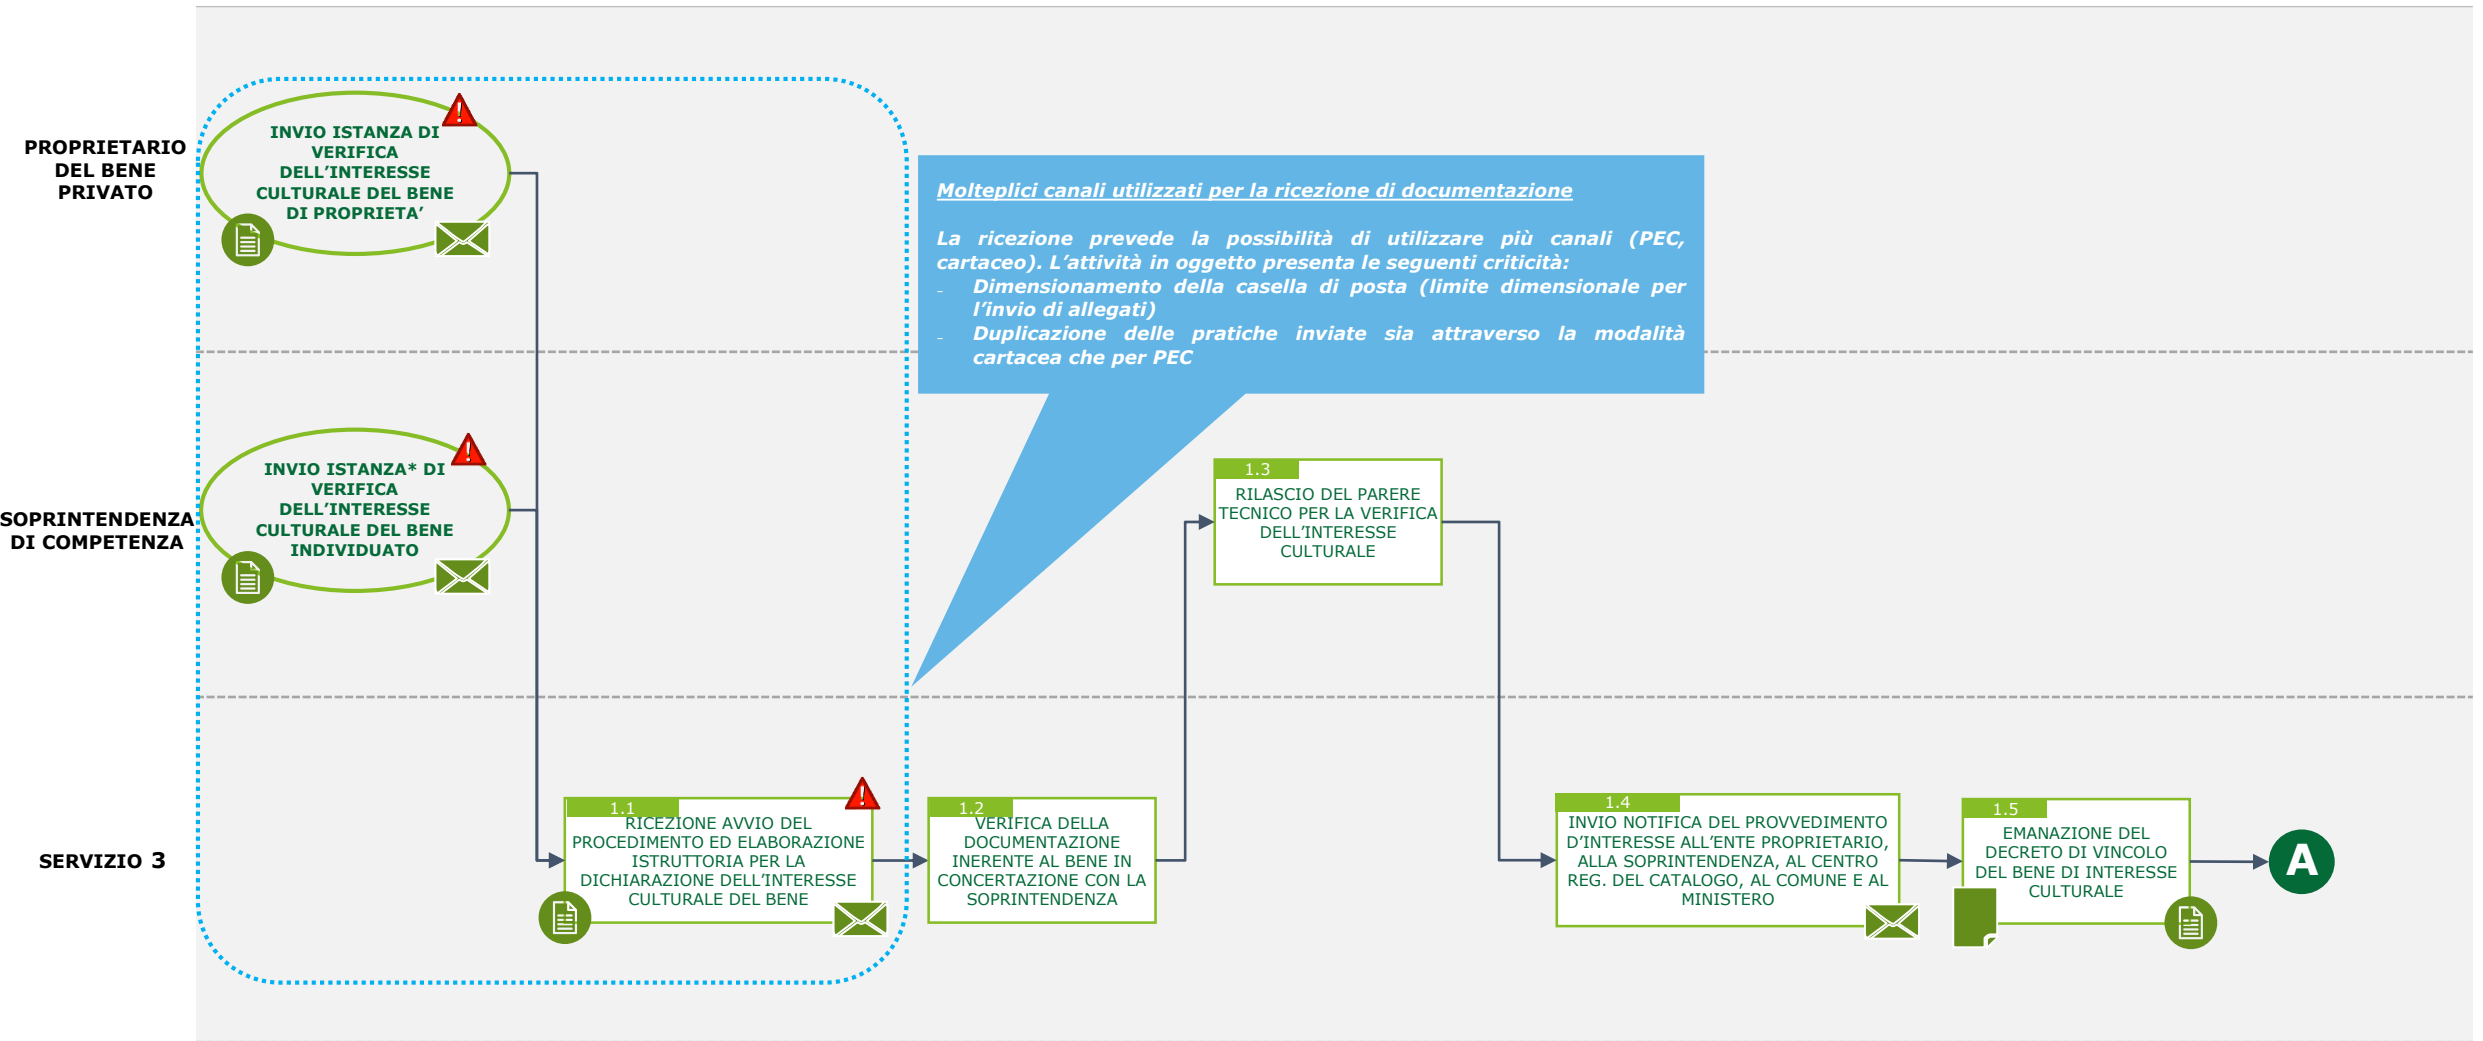 PROPRIETARIO
DEL BENE
PRIVATO
INVIO ISTANZA DI
VERIFICA
DELL’INTERESSE
CULTURALE DEL BENE
DI PROPRIETA’
Molteplici canali utilizzati per la ricezione di documentazione
La ricezione prevede la possibilità di utilizzare più canali (PEC,
cartaceo). L’attività in oggetto presenta le seguenti criticità:
- Dimensionamento della casella di posta (limite dimensionale per
l’invio di allegati)
- Duplicazione delle pratiche inviate sia attraverso la modalità
cartacea che per PEC
SOPRINTENDENZA
DI COMPETENZA
INVIO ISTANZA* DI
VERIFICA
DELL’INTERESSE
CULTURALE DEL BENE
INDIVIDUATO
1.3
RILASCIO DEL PARERE
TECNICO PER LA VERIFICA
DELL’INTERESSE
CULTURALE
SERVIZIO 3
1.1
RICEZIONE AVVIO DEL
PROCEDIMENTO ED ELABORAZIONE
ISTRUTTORIA PER LA
DICHIARAZIONE DELL’INTERESSE
CULTURALE DEL BENE
1.2
VERIFICA DELLA
DOCUMENTAZIONE
INERENTE AL BENE IN
CONCERTAZIONE CON LA
SOPRINTENDENZA
1.4
INVIO NOTIFICA DEL PROVVEDIMENTO
D’INTERESSE ALL’ENTE PROPRIETARIO,
ALLA SOPRINTENDENZA, AL CENTRO
REG. DEL CATALOGO, AL COMUNE E AL
MINISTERO
1.5
EMANAZIONE DEL
DECRETO DI VINCOLO
DEL BENE DI INTERESSE
CULTURALE
A